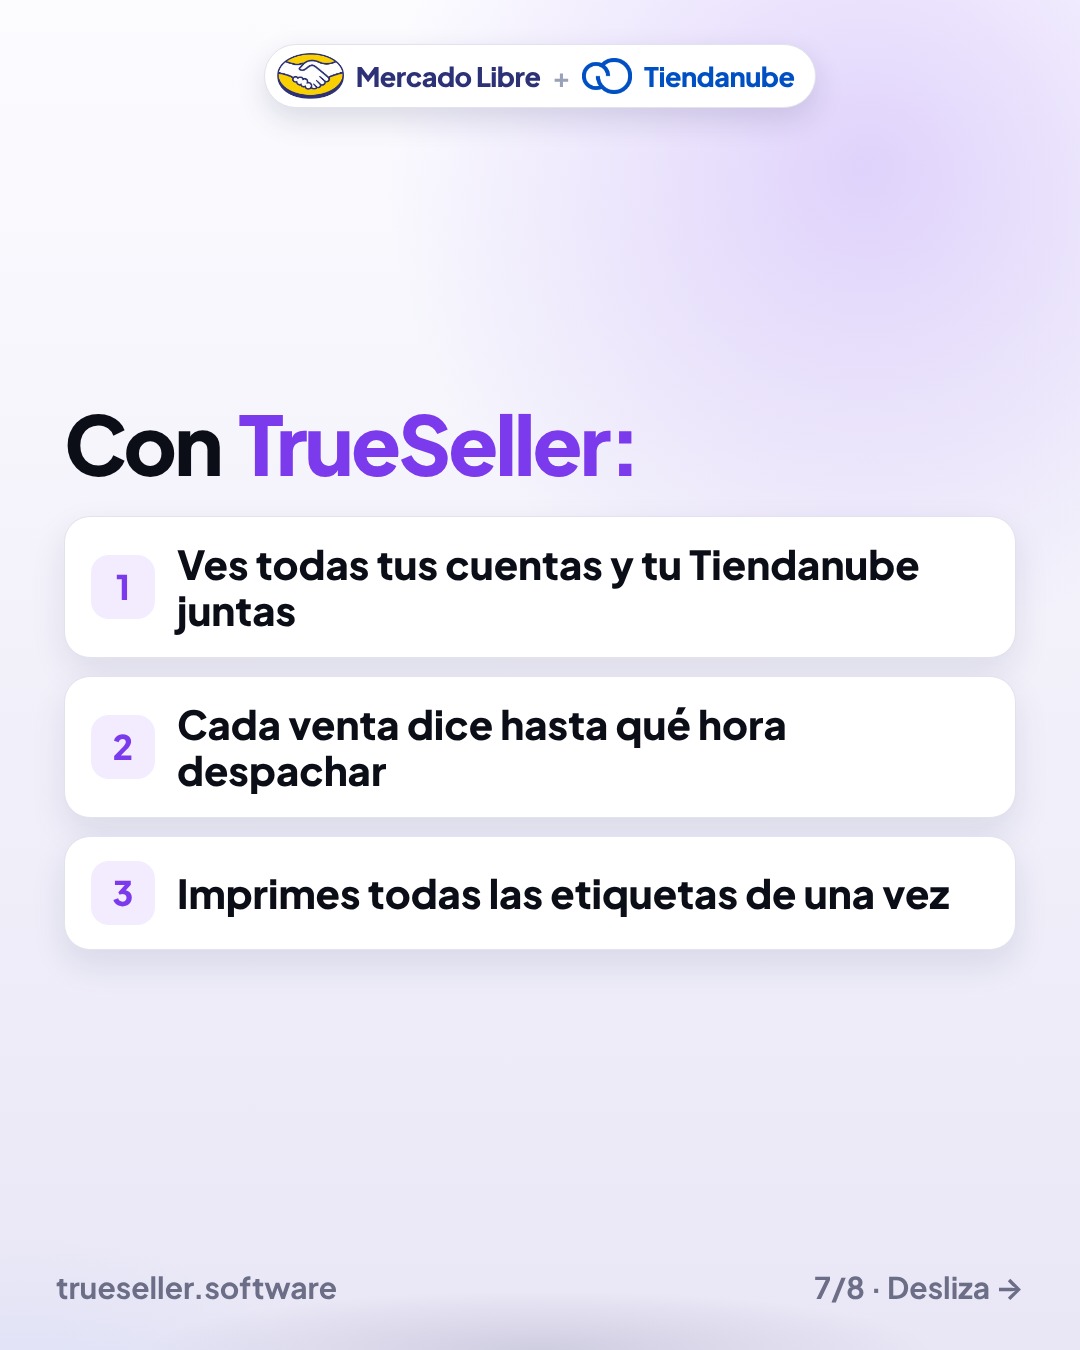 Mercado Libre + Tiendanube
Con TrueSeller:
1
Ves todas tus cuentas y tu Tiendanube
juntas
2
Cada venta dice hasta qué hora
despachar
3
Imprimes todas las etiquetas de una vez
trueseller.software
7/8 · Desliza →